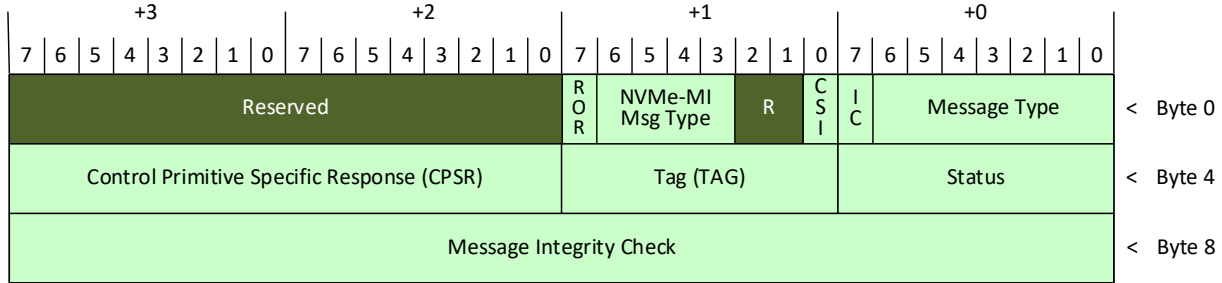 +3 +2 +1 +0
7 6 5 4 3 2 1 0 7 6 5 4 3 2 1 0 7 6 5 4 3 2 1 0 7 6 5 4 3 2 1 0
Reserved
R
O
R
NVMe-MI
Msg Type
R
C
S
I
I
C
Message Type
< Byte 0
Control Primitive Specific Response (CPSR) Tag (TAG) Status < Byte 4
Message Integrity Check < Byte 8